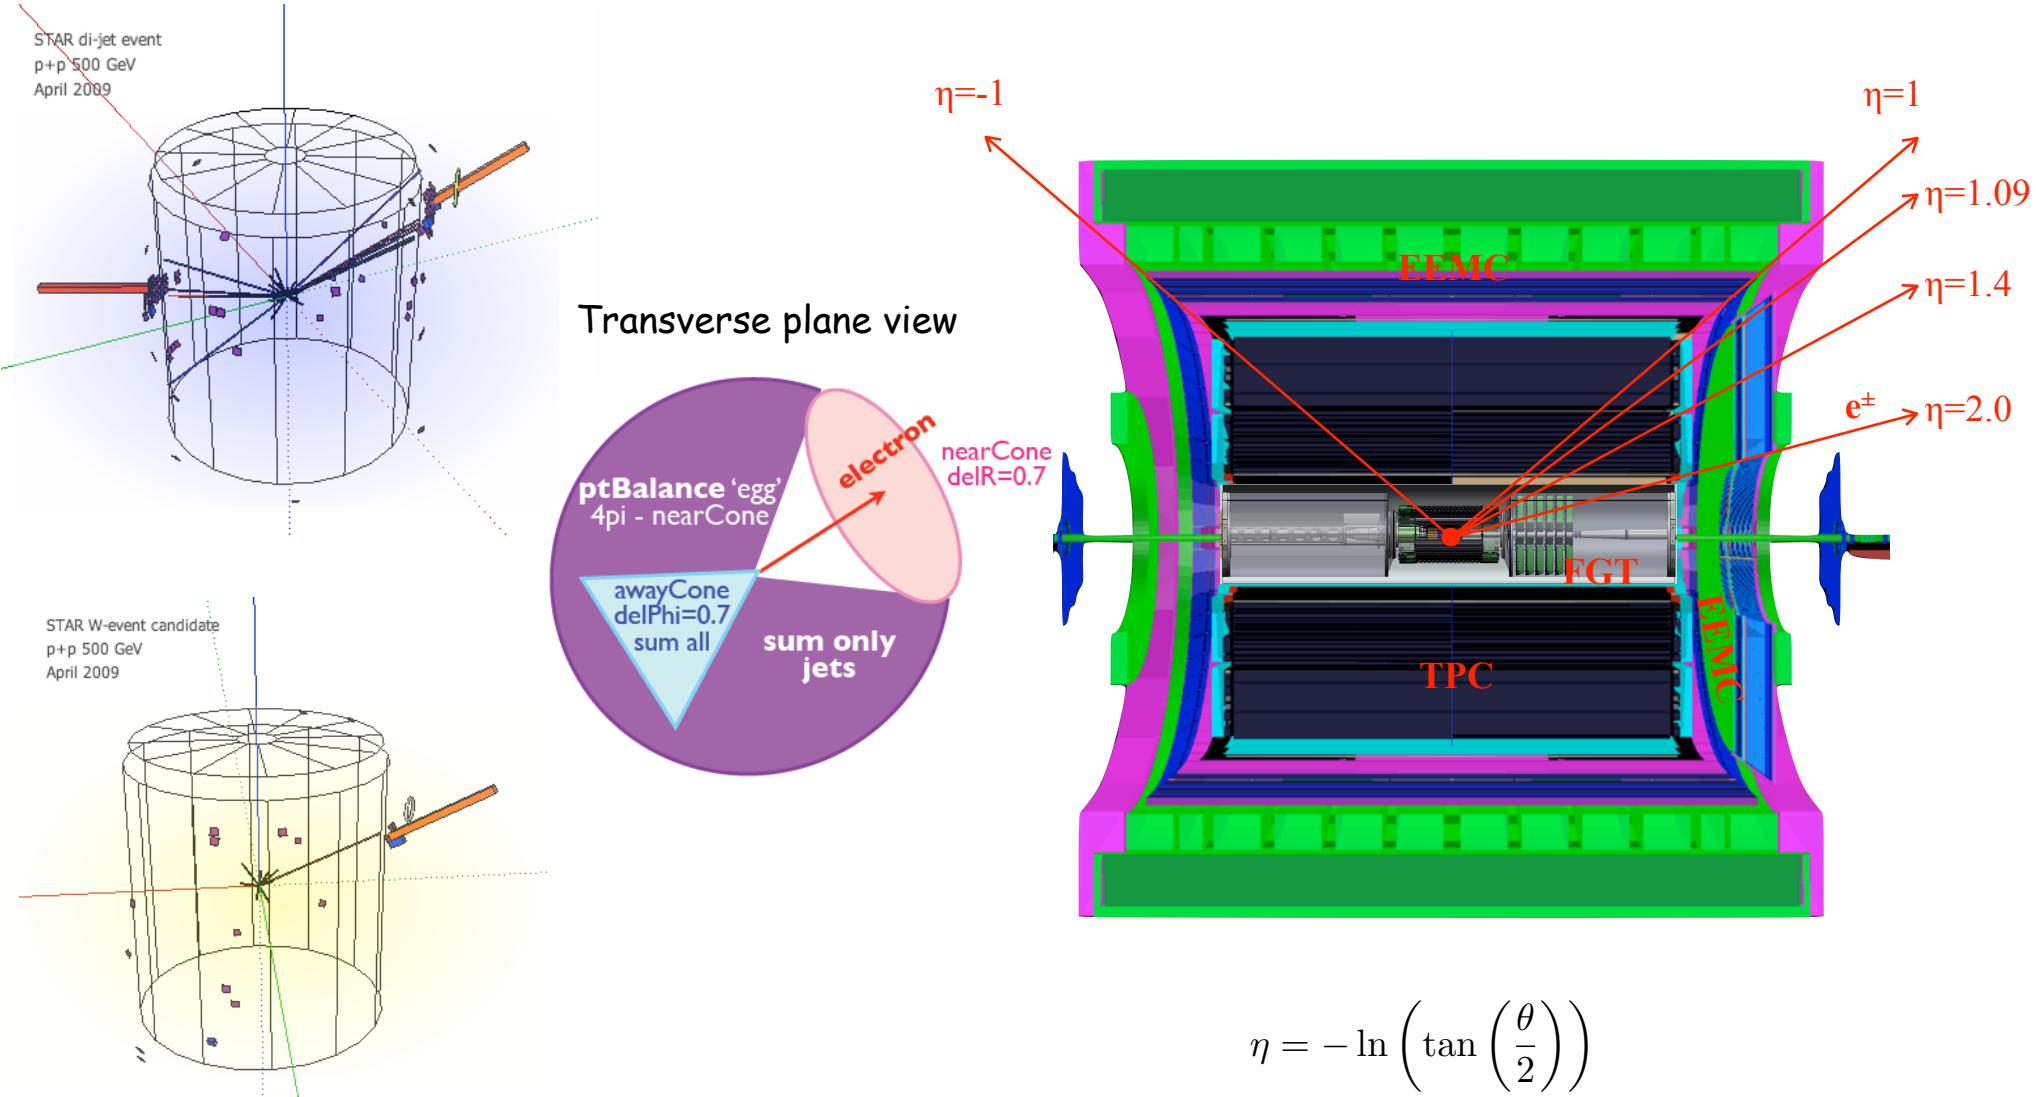 STAR di-jet event
p+p 500 GeV
April 2009
STAR W-event candidate
p+p 500 GeV
April 2009
Transverse plane view
ptBalance 'egg'
4pi - nearCone
electron
nearCone
delR=0.7
awayCone
delPhi=0.7
sum all
sum only
jets
η=-1
η=1
η=1.09
η=1.4
e± η=2.0
EEMC
FGT
EEMC
TPC
η = − ln ( tan ( θ / 2 ) )